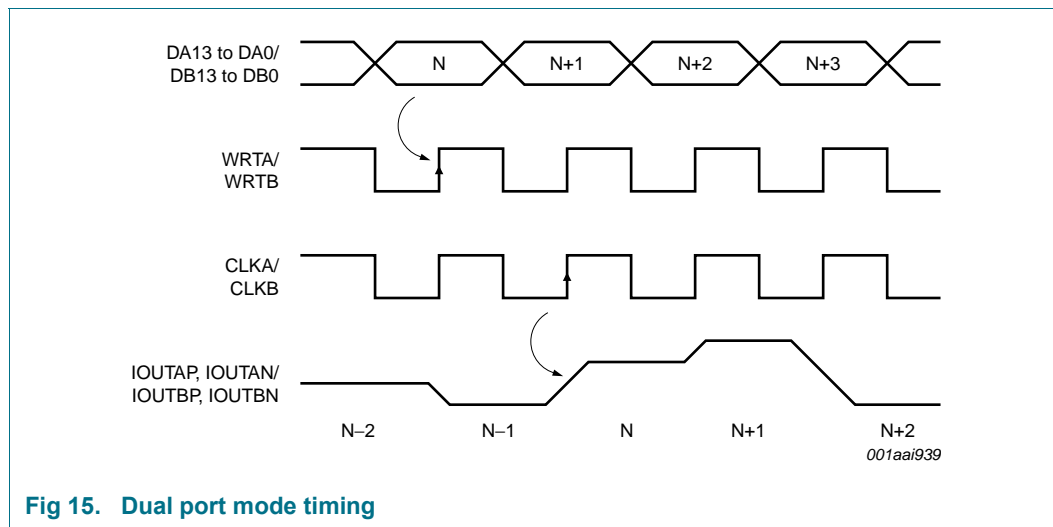 DA13 to DA0/
DB13 to DB0
N
N+1
N+2
N+3
WRTA/
WRTB
CLKA/
CLKB
IOUTAP, IOUTAN/
IOUTBP, IOUTBN
N−2
N−1
N
N+1
N+2
001aai939
Fig 15. Dual port mode timing